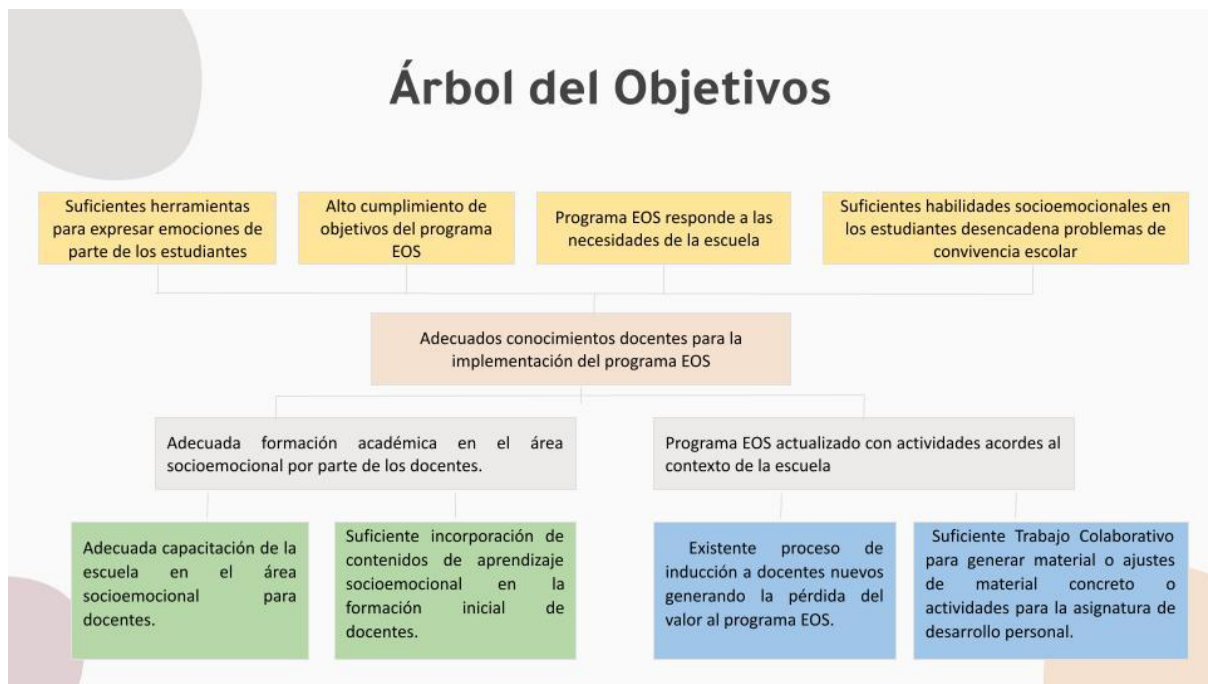 Árbol del Objetivos
Suficientes herramientas
para expresar emociones de
parte de los estudiantes
Alto cumplimiento de
objetivos del programa
EOS
Programa EOS responde a las
necesidades de la escuela
Suficientes habilidades socioemocionales en
los estudiantes desencadena problemas de
convivencia escolar
Adecuados conocimientos docentes para la
implementación del programa EOS
Adecuada formación académica en el área
socioemocional por parte de los docentes.
Programa EOS actualizado con actividades acordes al
contexto de la escuela
Adecuada capacitación de la
escuela en el área
socioemocional para
docentes.
Suficiente incorporación de
contenidos de aprendizaje
socioemocional en la
formación inicial de
docentes.
Existente proceso de
inducción a docentes nuevos
generando la pérdida del
valor al programa EOS.
Suficiente Trabajo Colaborativo
para generar material o ajustes
de material concreto o
actividades para la asignatura de
desarrollo personal.